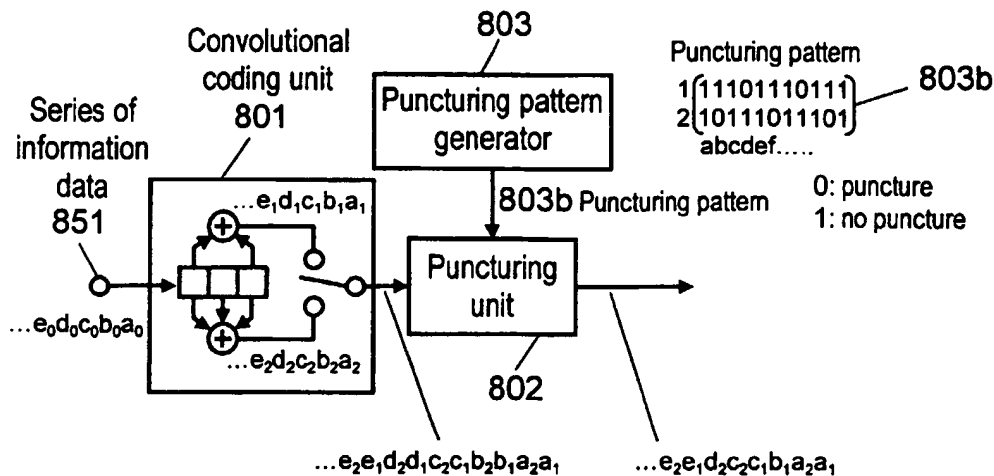 Convolutional
coding unit
801
803
Puncturing pattern
generator
Puncturing pattern
1 11101110111
2 10111011101
abcdef.....
803b
0: puncture
1: no puncture
Series of
information
data
851
...e₁d₁c₁b₁a₁
803b Puncturing pattern
Puncturing
unit
802
...e₀d₀c₀b₀a₀
...e₂d₂c₂b₂a₂
...e₂e₁d₂d₁c₂c₁b₂b₁a₂a₁
...e₂e₁d₂c₂c₁b₁a₂a₁